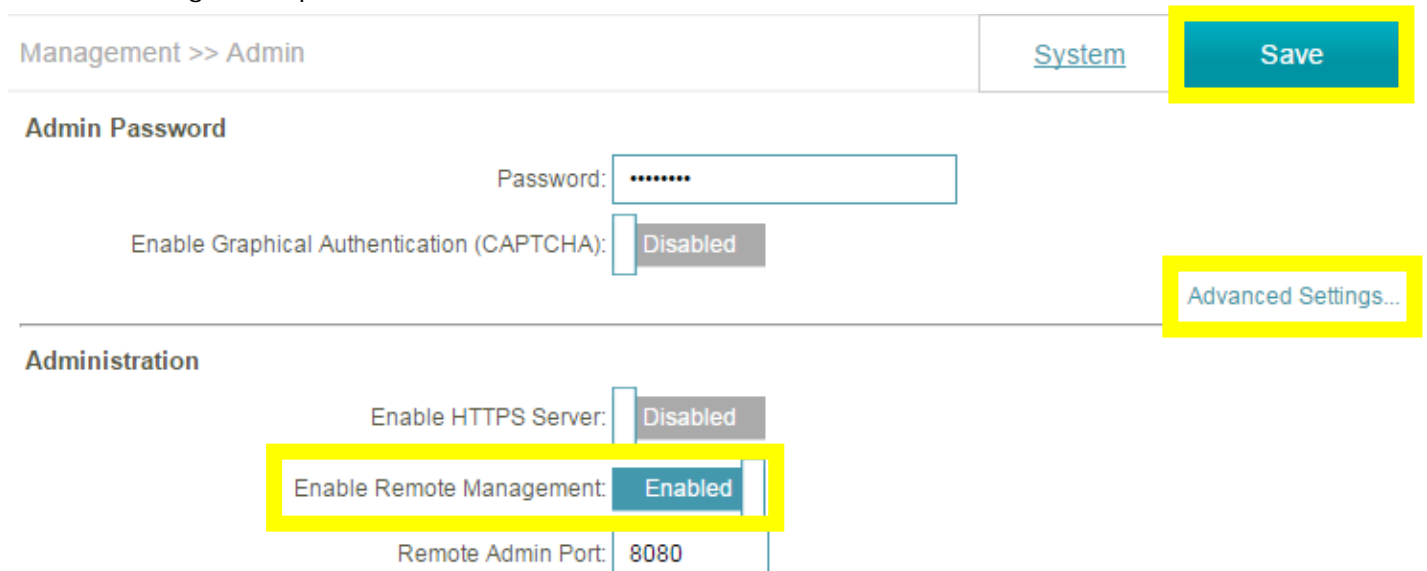 Management >> Admin System Save
Admin Password
Password: ••••••••
Enable Graphical Authentication (CAPTCHA): Disabled
Advanced Settings...
Administration
Enable HTTPS Server: Disabled
Enable Remote Management: Enabled
Remote Admin Port: 8080